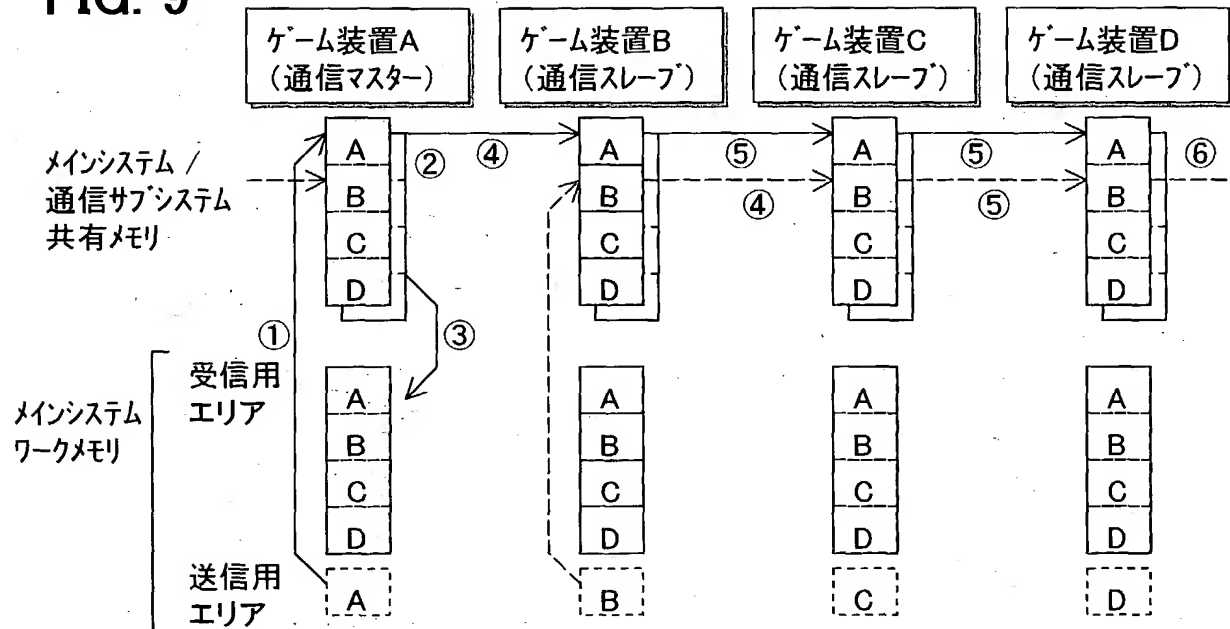 FIG. 9
ゲーム装置A
（通信マスター）
ゲーム装置B
（通信スレーブ）
ゲーム装置C
（通信スレーブ）
ゲーム装置D
（通信スレーブ）
メインシステム /
通信サブシステム
共有メモリ
A
B
C
D
A
B
C
D
A
B
C
D
A
B
C
D
②
④
⑤
④
⑤
⑤
⑥
①
③
メインシステム
ワークメモリ
受信用
エリア
A
B
C
D
A
B
C
D
A
B
C
D
A
B
C
D
送信用
エリア
A
B
C
D